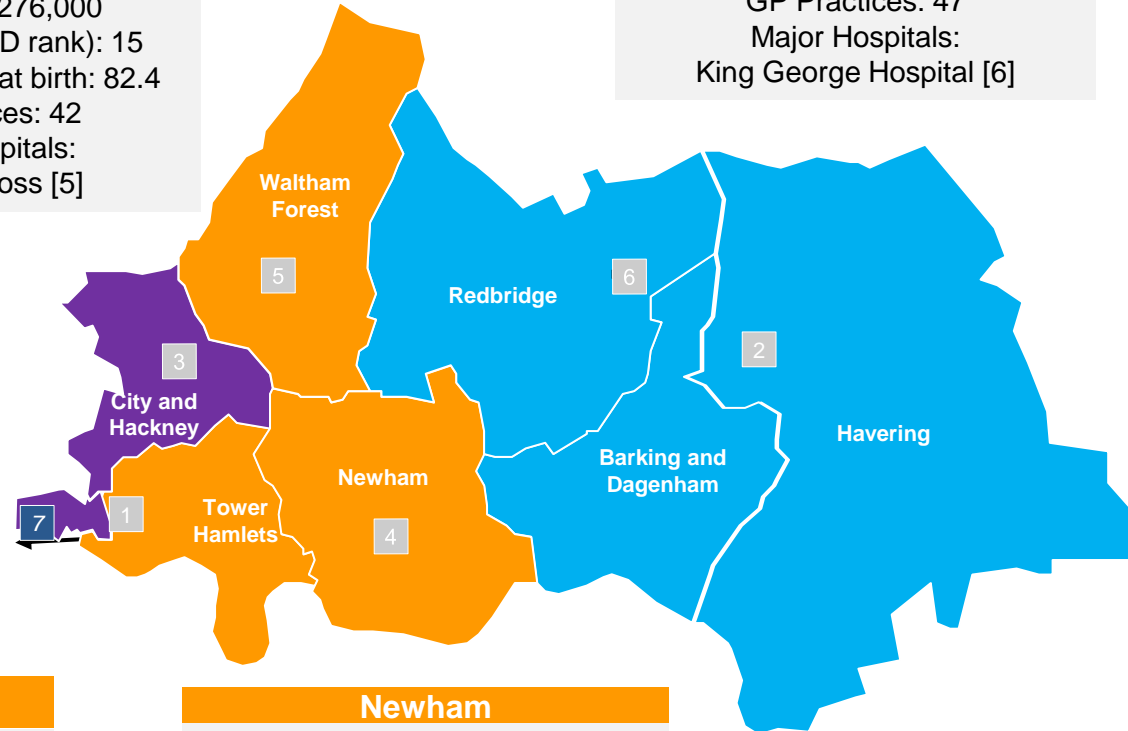 276,000
D rank): 15
at birth: 82.4
ces: 42
pitals:
oss [5]
GP Practices: 47
Major Hospitals:
King George Hospital [6]
Waltham
Forest
5
Redbridge
6
2
3
City and
Hackney
Havering
Barking and
Dagenham
Newham
Tower
Hamlets
7
1
4
Newham